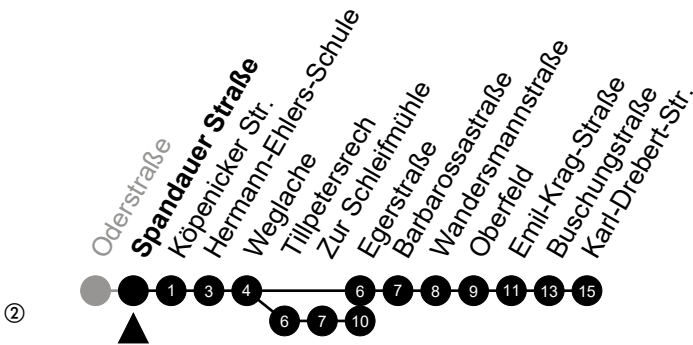 Oderstraße
Spandauer Straße
Köpenicker Str.
Hermann-Ehlers-Schule
Weglache
Tillpetersrech
Zur Schleifmühle
Egerstraße
Barbarossastraße
Wandersmannstraße
Oberfeld
Emil-Krag-Straße
Buschungstraße
Karl-Drebert-Str.
1 3 4 6 7 8 9 11 13 15
② 6 7 10